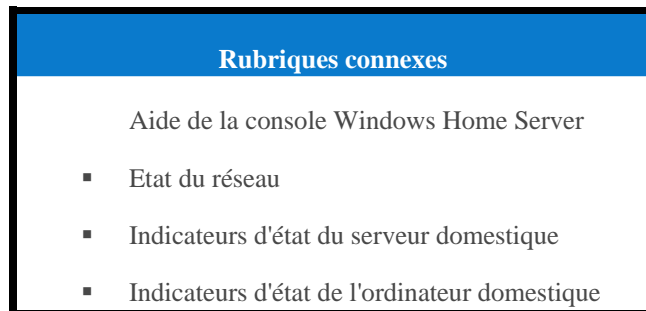 Rubriques connexes
Aide de la console Windows Home Server
▪ Etat du réseau
▪ Indicateurs d'état du serveur domestique
▪ Indicateurs d'état de l'ordinateur domestique